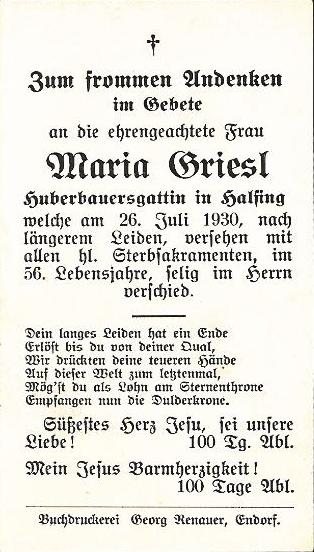 Zum frommen Andenken
im Gebete
an die ehrengeachtete Frau
Maria Griesl
Huberbauersgattin in Halfing
welche am 26. Juli 1930, nach
längerem Leiden, versehen mit
allen hl. Sterbsakramenten, im
56. Lebensjahre, selig im Herrn
verschied.
Dein langes Leiden hat ein Ende
Erlöst bis du von deiner Qual,
Wir drückten deine teueren Hände
Auf dieser Welt zum letztenmal,
Mög'st du als Lohn am Sternenthrone
Empfangen nun die Dulderkrone.
Süßestes Herz Jesu, sei unsere
Liebe! 100 Tg. Abl.
Mein Jesus Barmherzigkeit!
100 Tage Abl.
Buchdruckerei Georg Renauer, Endorf.